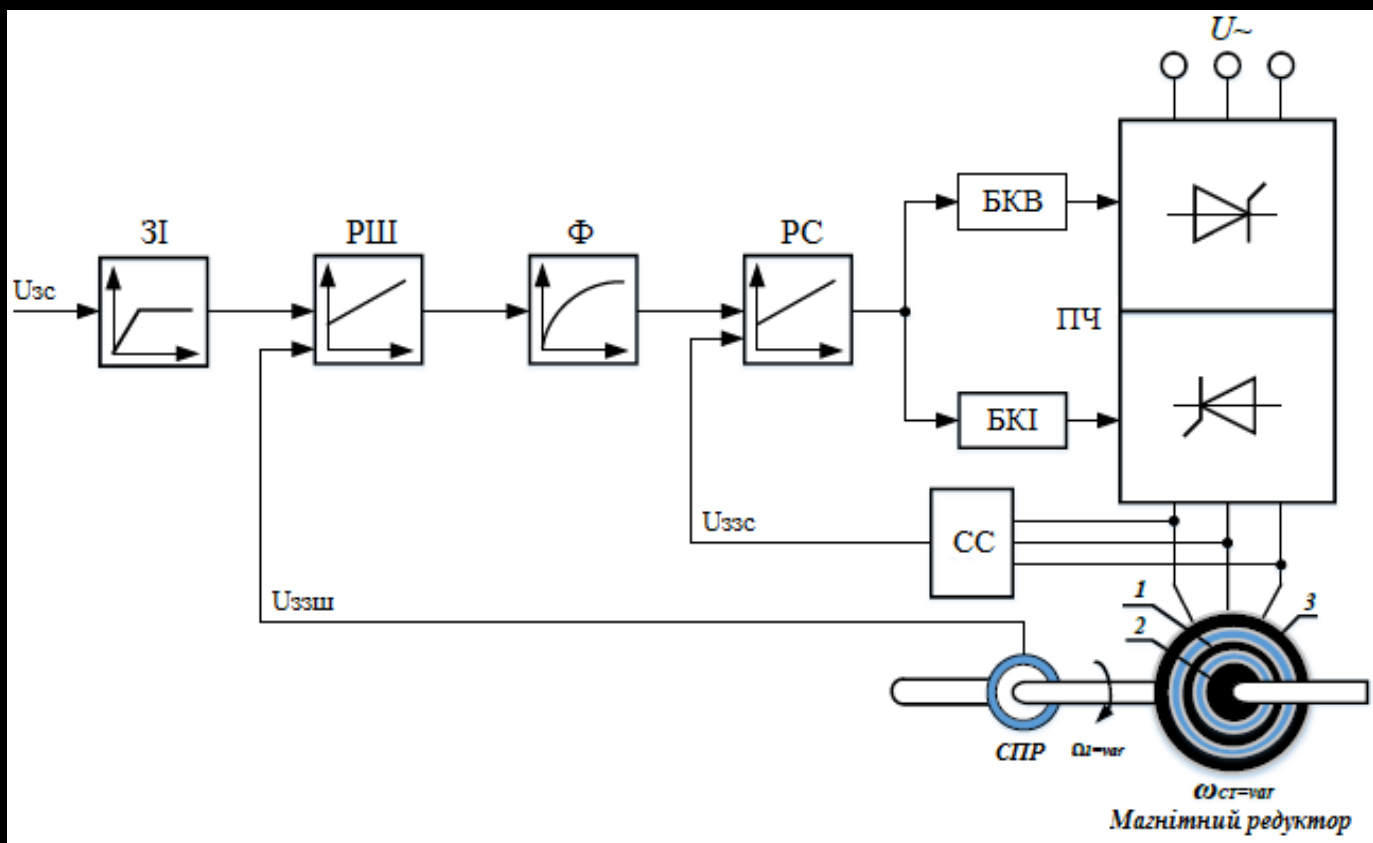 U~
ЗІ
РШ
Ф
РС
БКВ
Uзс
ПЧ
БКІ
Uззс
СС
Uззш
1
2
3
СПР
Ω2=var
ωст=var
Магнітний редуктор